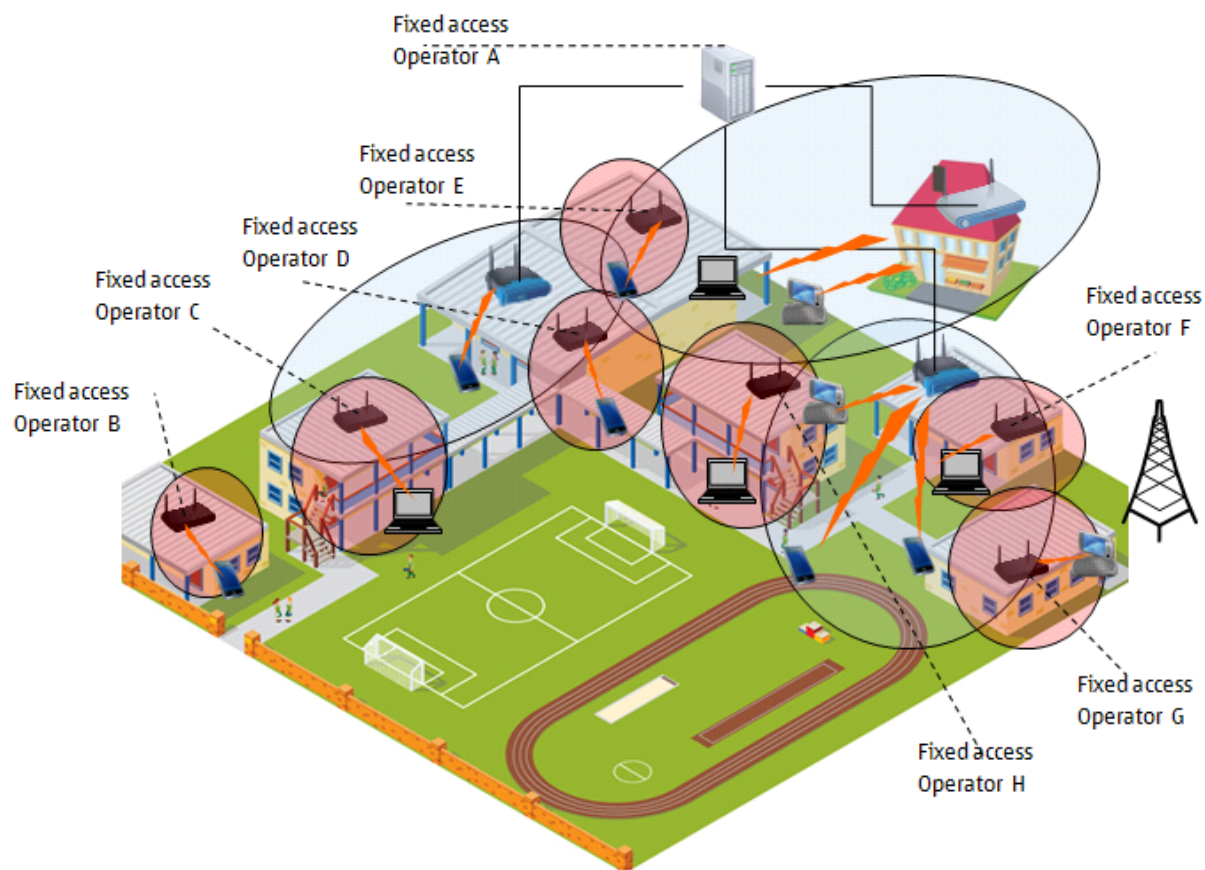 Fixed access
Operator A
Fixed access
Operator E
Fixed access
Operator D
Fixed access
Operator C
Fixed access
Operator F
Fixed access
Operator B
Fixed access
Operator G
Fixed access
Operator H